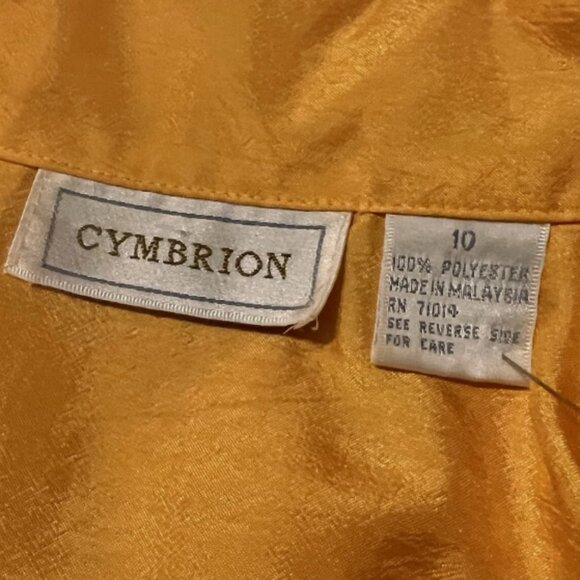 CYMBRION
10
100% POLYESTER
MADE IN MALAYSIA
RN 71014
SEE REVERSE SIDE
FOR CARE